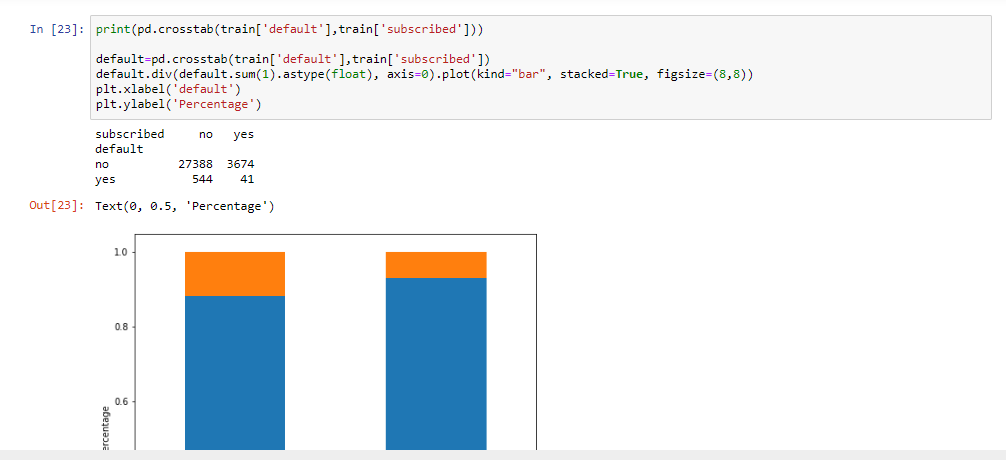 In [23]: print(pd.crosstab(train['default'],train['subscribed']))
default=pd.crosstab(train['default'],train['subscribed'])
default.div(default.sum(1).astype(float), axis=0).plot(kind="bar", stacked=True, figsize=(8,8))
plt.xlabel('default')
plt.ylabel('Percentage')
subscribed no yes
default
no 27388 3674
yes 544 41
Out[23]: Text(0, 0.5, 'Percentage')
1.0
0.8
0.6
ercentage